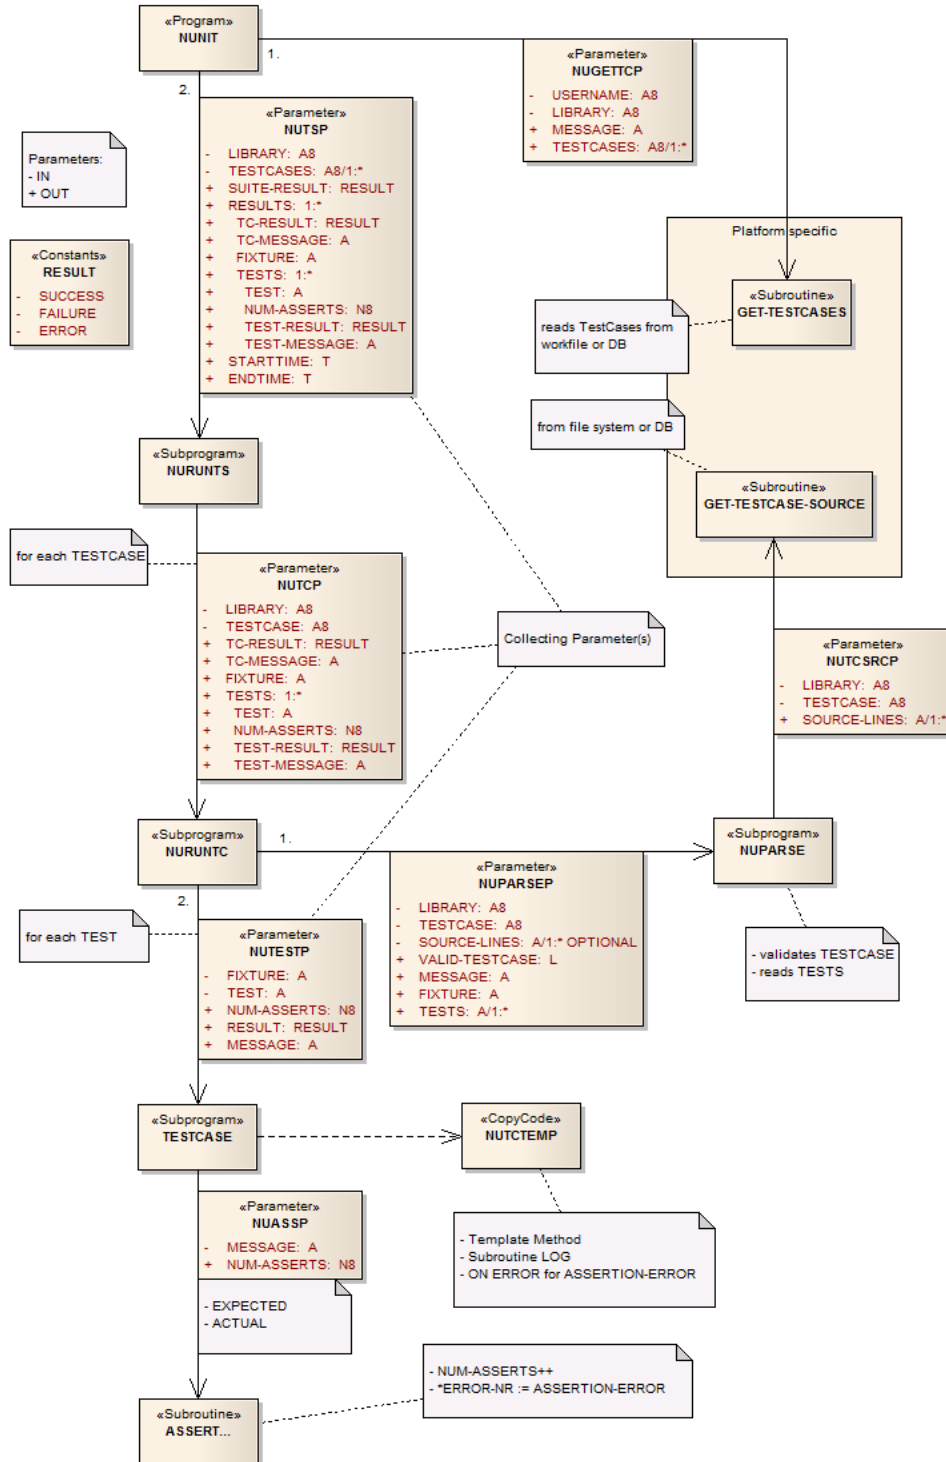 «Program»
NUNIT
1.
2.
«Parameter»
NUGETTCP
- USERNAME: A8
- LIBRARY: A8
+ MESSAGE: A
+ TESTCASES: A8/1:*
«Parameter»
NUTSP
- LIBRARY: A8
- TESTCASES: A8/1:*
+ SUITE-RESULT: RESULT
+ RESULTS: 1:*
+ TC-RESULT: RESULT
+ TC-MESSAGE: A
+ FIXTURE: A
+ TESTS: 1:*
+ TEST: A
+ NUM-ASSERTS: N8
+ TEST-RESULT: RESULT
+ TEST-MESSAGE: A
+ STARTTIME: T
+ ENDTIME: T
Parameters:
- IN
+ OUT
«Constants»
RESULT
- SUCCESS
- FAILURE
- ERROR
Platform specific
«Subroutine»
GET-TESTCASES
reads TestCases from
workfile or DB
from file system or DB
«Subroutine»
GET-TESTCASE-SOURCE
«Subprogram»
NURUNTS
for each TESTCASE
«Parameter»
NUTCP
- LIBRARY: A8
- TESTCASE: A8
+ TC-RESULT: RESULT
+ TC-MESSAGE: A
+ FIXTURE: A
+ TESTS: 1:*
+ TEST: A
+ NUM-ASSERTS: N8
+ TEST-RESULT: RESULT
+ TEST-MESSAGE: A
Collecting Parameter(s)
«Parameter»
NUTCSRCP
- LIBRARY: A8
- TESTCASE: A8
+ SOURCE-LINES: A/1:*
«Subprogram»
NURUNTC
1.
2.
«Subprogram»
NUPARSE
«Parameter»
NUPARSEP
- LIBRARY: A8
- TESTCASE: A8
- SOURCE-LINES: A/1:* OPTIONAL
+ VALID-TESTCASE: L
+ MESSAGE: A
+ FIXTURE: A
+ TESTS: A/1:*
- validates TESTCASE
- reads TESTS
for each TEST
«Parameter»
NUTESTP
- FIXTURE: A
- TEST: A
+ NUM-ASSERTS: N8
+ RESULT: RESULT
+ MESSAGE: A
«Subprogram»
TESTCASE
«CopyCode»
NUTCTEMP
- Template Method
- Subroutine LOG
- ON ERROR for ASSERTION-ERROR
«Parameter»
NUASSP
- MESSAGE: A
+ NUM-ASSERTS: N8
- EXPECTED
- ACTUAL
- NUM-ASSERTS++
- *ERROR-NR := ASSERTION-ERROR
«Subroutine»
ASSERT...